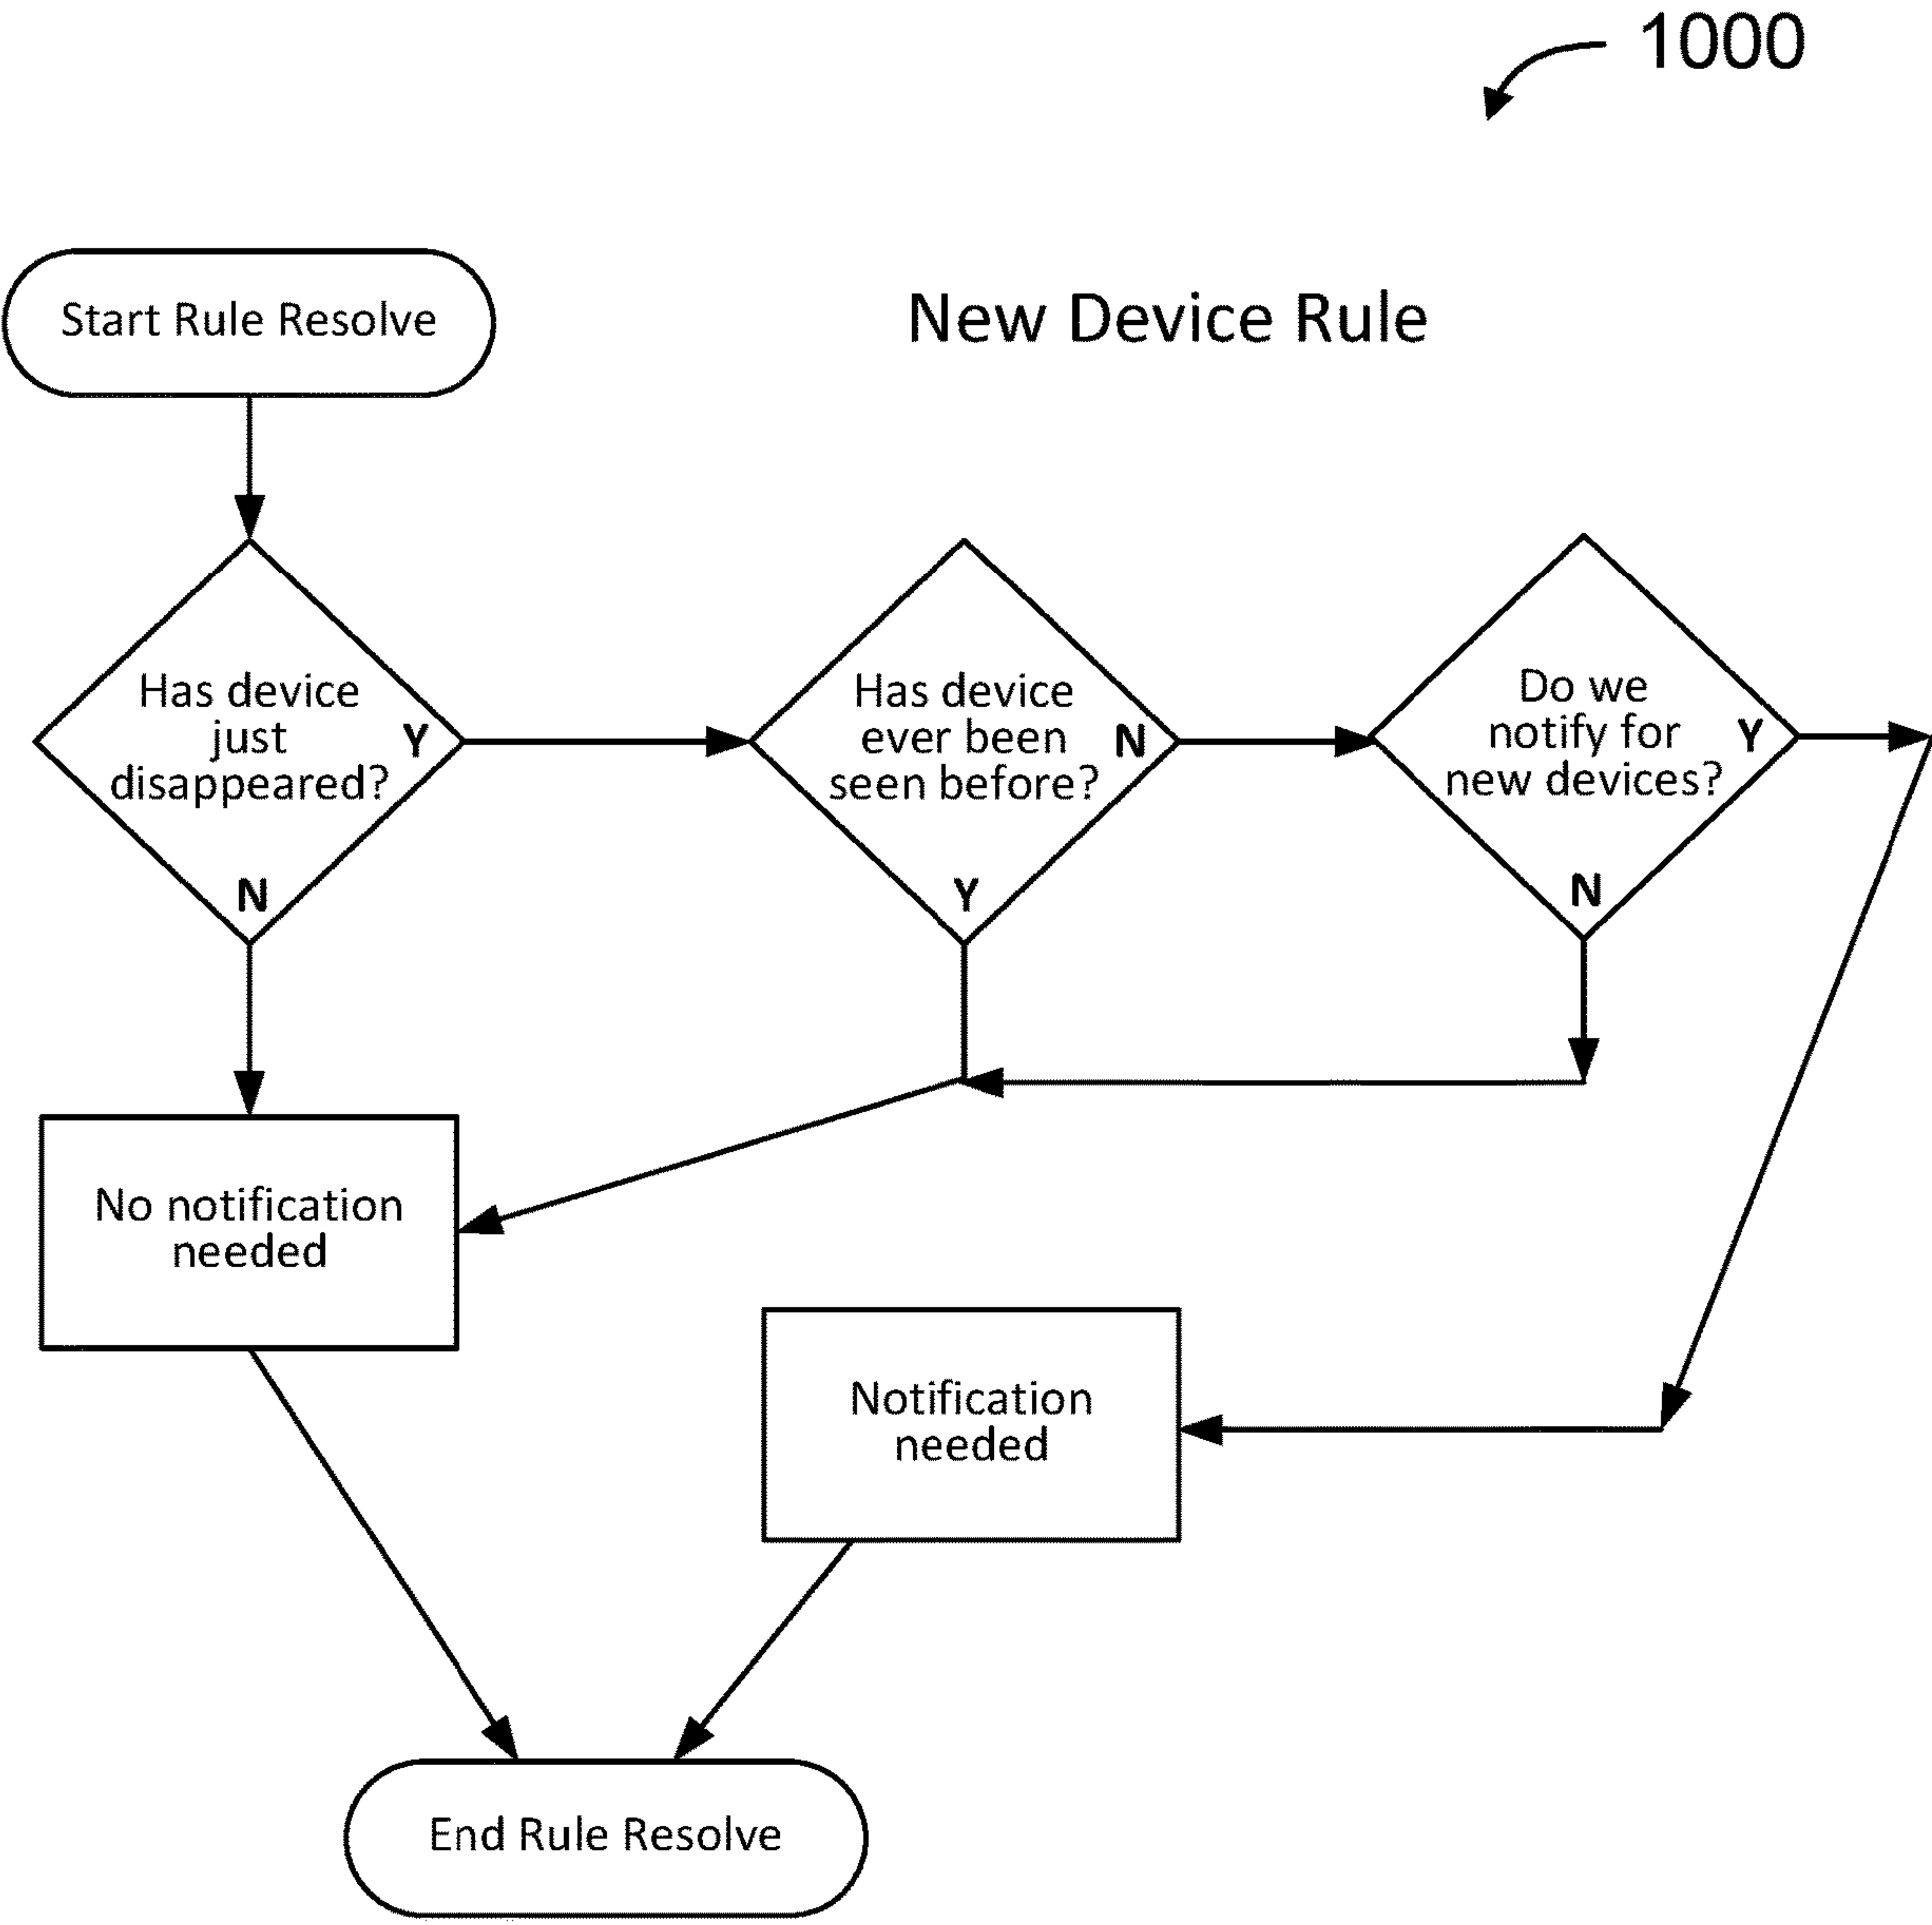 1000
Start Rule Resolve
New Device Rule
Has device
just
disappeared?
Y
N
Has device
ever been
seen before?
N
Y
Do we
notify for
new devices?
Y
N
No notification
needed
Notification
needed
End Rule Resolve